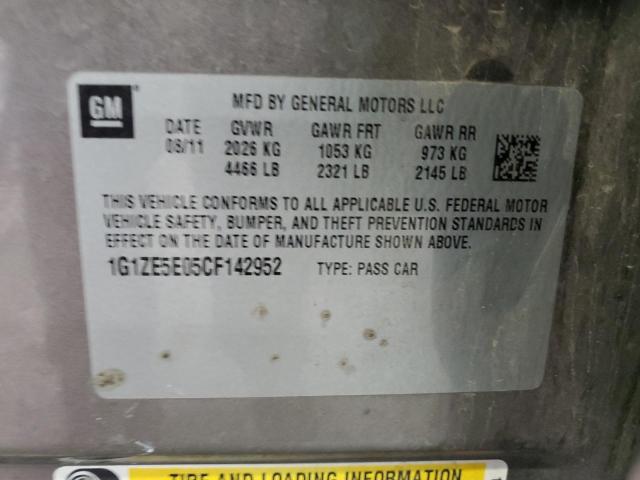 GM
MFD BY GENERAL MOTORS LLC
DATE GVWR GAWR FRT GAWR RR
08/11 2026 KG 1053 KG 973 KG
4466 LB 2321 LB 2145 LB
THIS VEHICLE CONFORMS TO ALL APPLICABLE U.S. FEDERAL MOTOR
VEHICLE SAFETY, BUMPER, AND THEFT PREVENTION STANDARDS IN
EFFECT ON THE DATE OF MANUFACTURE SHOWN ABOVE.
1G1ZE5E05CF142952 TYPE: PASS CAR
TIRE AND LOADING INFORMATION